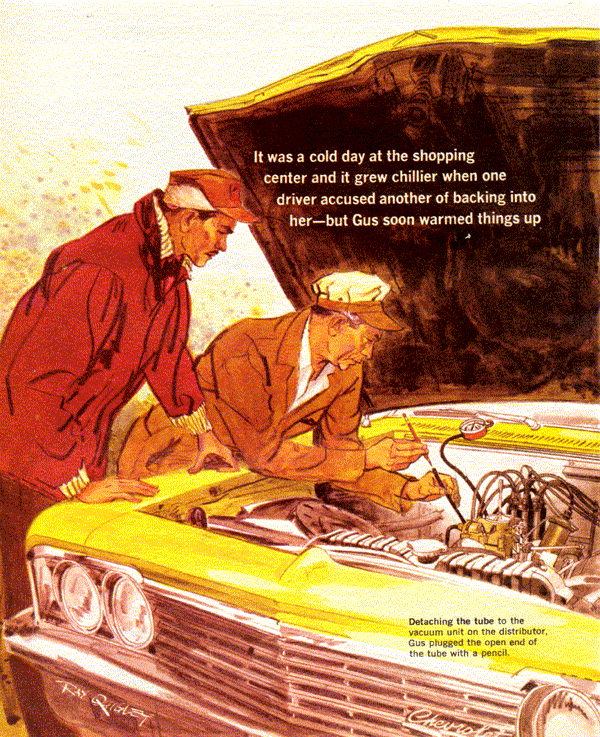 It was a cold day at the shopping
center and it grew chillier when one
driver accused another of backing into
her—but Gus soon warmed things up
Detaching the tube to the
vacuum unit on the distributor,
Gus plugged the open end of
the tube with a pencil.
RAY QUIGLEY
Chevrolet